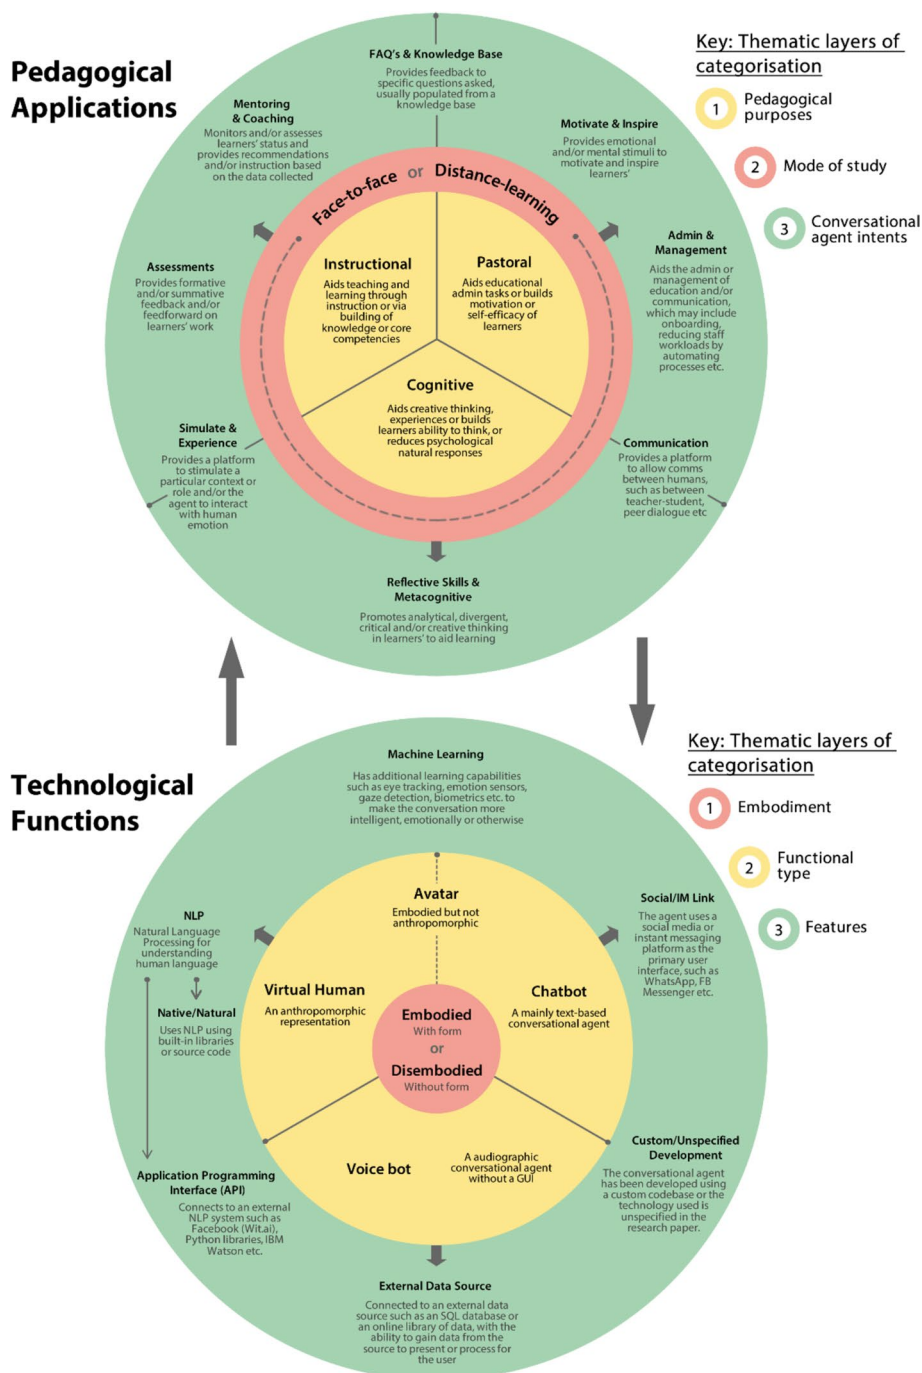 Pedagogical
Applications
Key: Thematic layers of
categorisation
1
Pedagogical
purposes
2
Mode of study
3
Conversational
agent intents
FAQ's & Knowledge Base
Provides feedback to
specific questions asked,
usually populated from a
knowledge base
Mentoring
& Coaching
Monitors and/or assesses
learners' status and
provides recommendations
and/or instruction based
on the data collected
Motivate & Inspire
Provides emotional
and/or mental stimuli to
motivate and inspire
learners'
Face-to-face or Distance-learning
Assessments
Provides formative
and/or summative
feedback and/or
feedforward on
learners' work
Instructional
Aids teaching and
learning through
instruction or via
building of
knowledge or core
competencies
Pastoral
Aids educational
admin tasks or builds
motivation or
self-efficacy of
learners
Admin &
Management
Aids the admin or
management of
education and/or
communication,
which may include
onboarding,
reducing staff
workloads by
automating
processes etc.
Cognitive
Aids creative thinking,
experiences or builds
learners ability to think, or
reduces psychological
natural responses
Simulate &
Experience
Provides a platform
to stimulate a
particular context or
role and/or the
agent to interact
with human
emotion
Communication
Provides a platform
to allow comms
between humans,
such as between
teacher-student,
peer dialogue etc
Reflective Skills &
Metacognitive
Promotes analytical, divergent,
critical and/or creative thinking
in learners' to aid learning
Technological
Functions
Key: Thematic layers of
categorisation
1
Embodiment
2
Functional
type
3
Features
Machine Learning
Has additional learning capabilities
such as eye tracking, emotion sensors,
gaze detection, biometrics etc. to
make the conversation more
intelligent, emotionally or otherwise
Avatar
Embodied but not
anthropomorphic
NLP
Natural Language
Processing for
understanding
human language
Social/IM Link
The agent uses a
social media or
instant messaging
platform as the
primary user
interface, such as
WhatsApp, FB
Messenger etc.
Virtual Human
An anthropomorphic
representation
Chatbot
A mainly text-based
conversational agent
Native/Natural
Uses NLP using
built-in libraries
or source code
Embodied
With form
or
Disembodied
Without form
Voice bot
A audiographic
conversational agent
without a GUI
Custom/Unspecified
Development
The conversational agent
has been developed using
a custom codebase or the
technology used is
unspecified in the
research paper.
Application Programming
Interface (API)
Connects to an external
NLP system such as
Facebook (Wit.ai),
Python libraries, IBM
Watson etc.
External Data Source
Connected to an external data
source such as an SQL database or
an online library of data, with the
ability to gain data from the
source to present or process for
the user